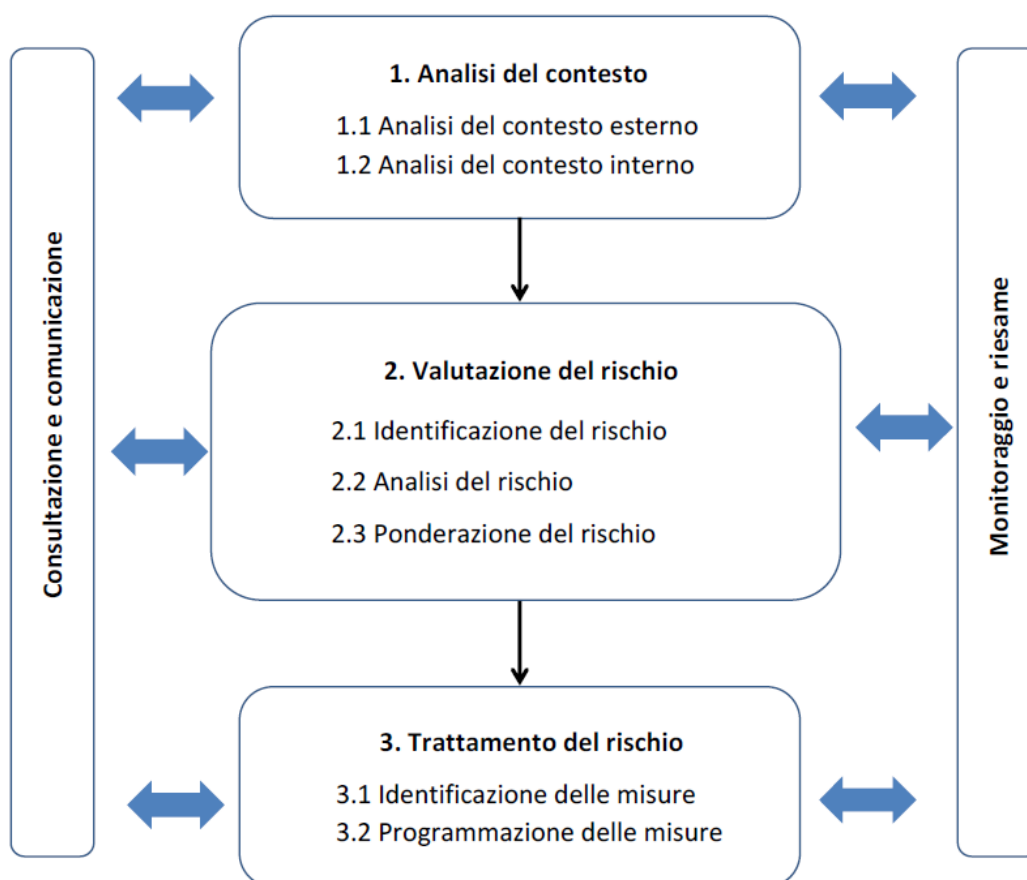 Consultazione e comunicazione
1. Analisi del contesto
1.1 Analisi del contesto esterno
1.2 Analisi del contesto interno
2. Valutazione del rischio
2.1 Identificazione del rischio
2.2 Analisi del rischio
2.3 Ponderazione del rischio
3. Trattamento del rischio
3.1 Identificazione delle misure
3.2 Programmazione delle misure
Monitoraggio e riesame